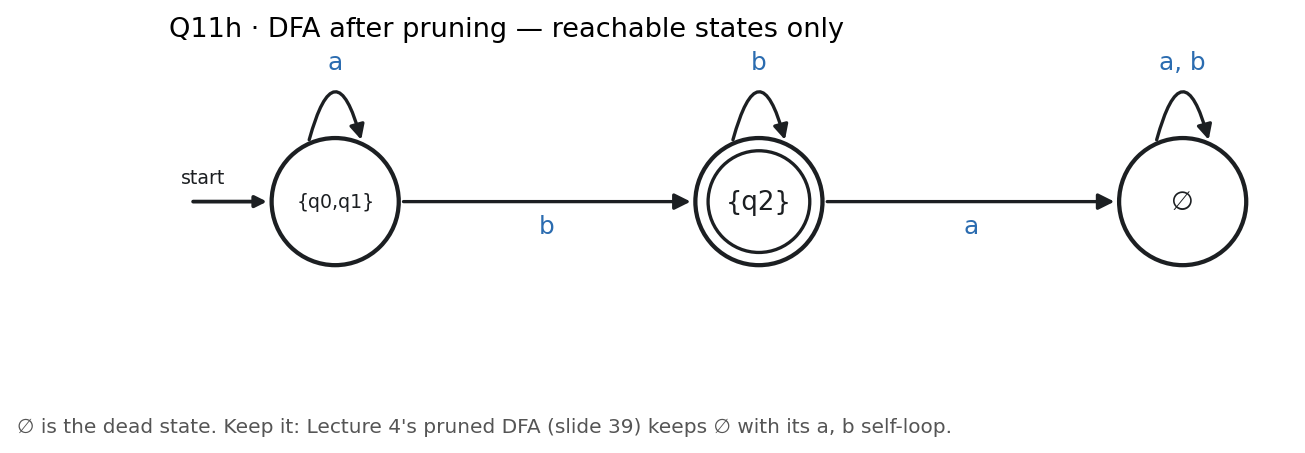 Q11h · DFA after pruning — reachable states only
a
b
a, b
start
{q0,q1}
{q2}
∅
b
a
∅ is the dead state. Keep it: Lecture 4's pruned DFA (slide 39) keeps ∅ with its a, b self-loop.